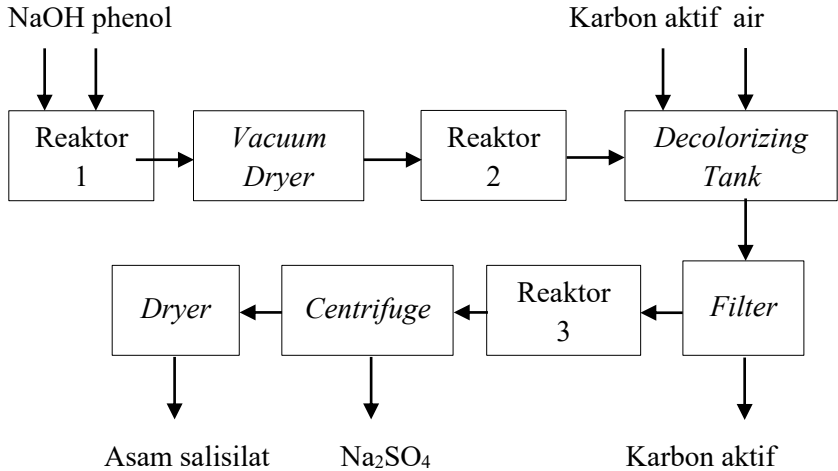 NaOH phenol
Karbon aktif air
Reaktor
1
Vacuum
Dryer
Reaktor
2
Decolorizing
Tank
Dryer
Centrifuge
Reaktor
3
Filter
Asam salisilat
Na₂SO₄
Karbon aktif